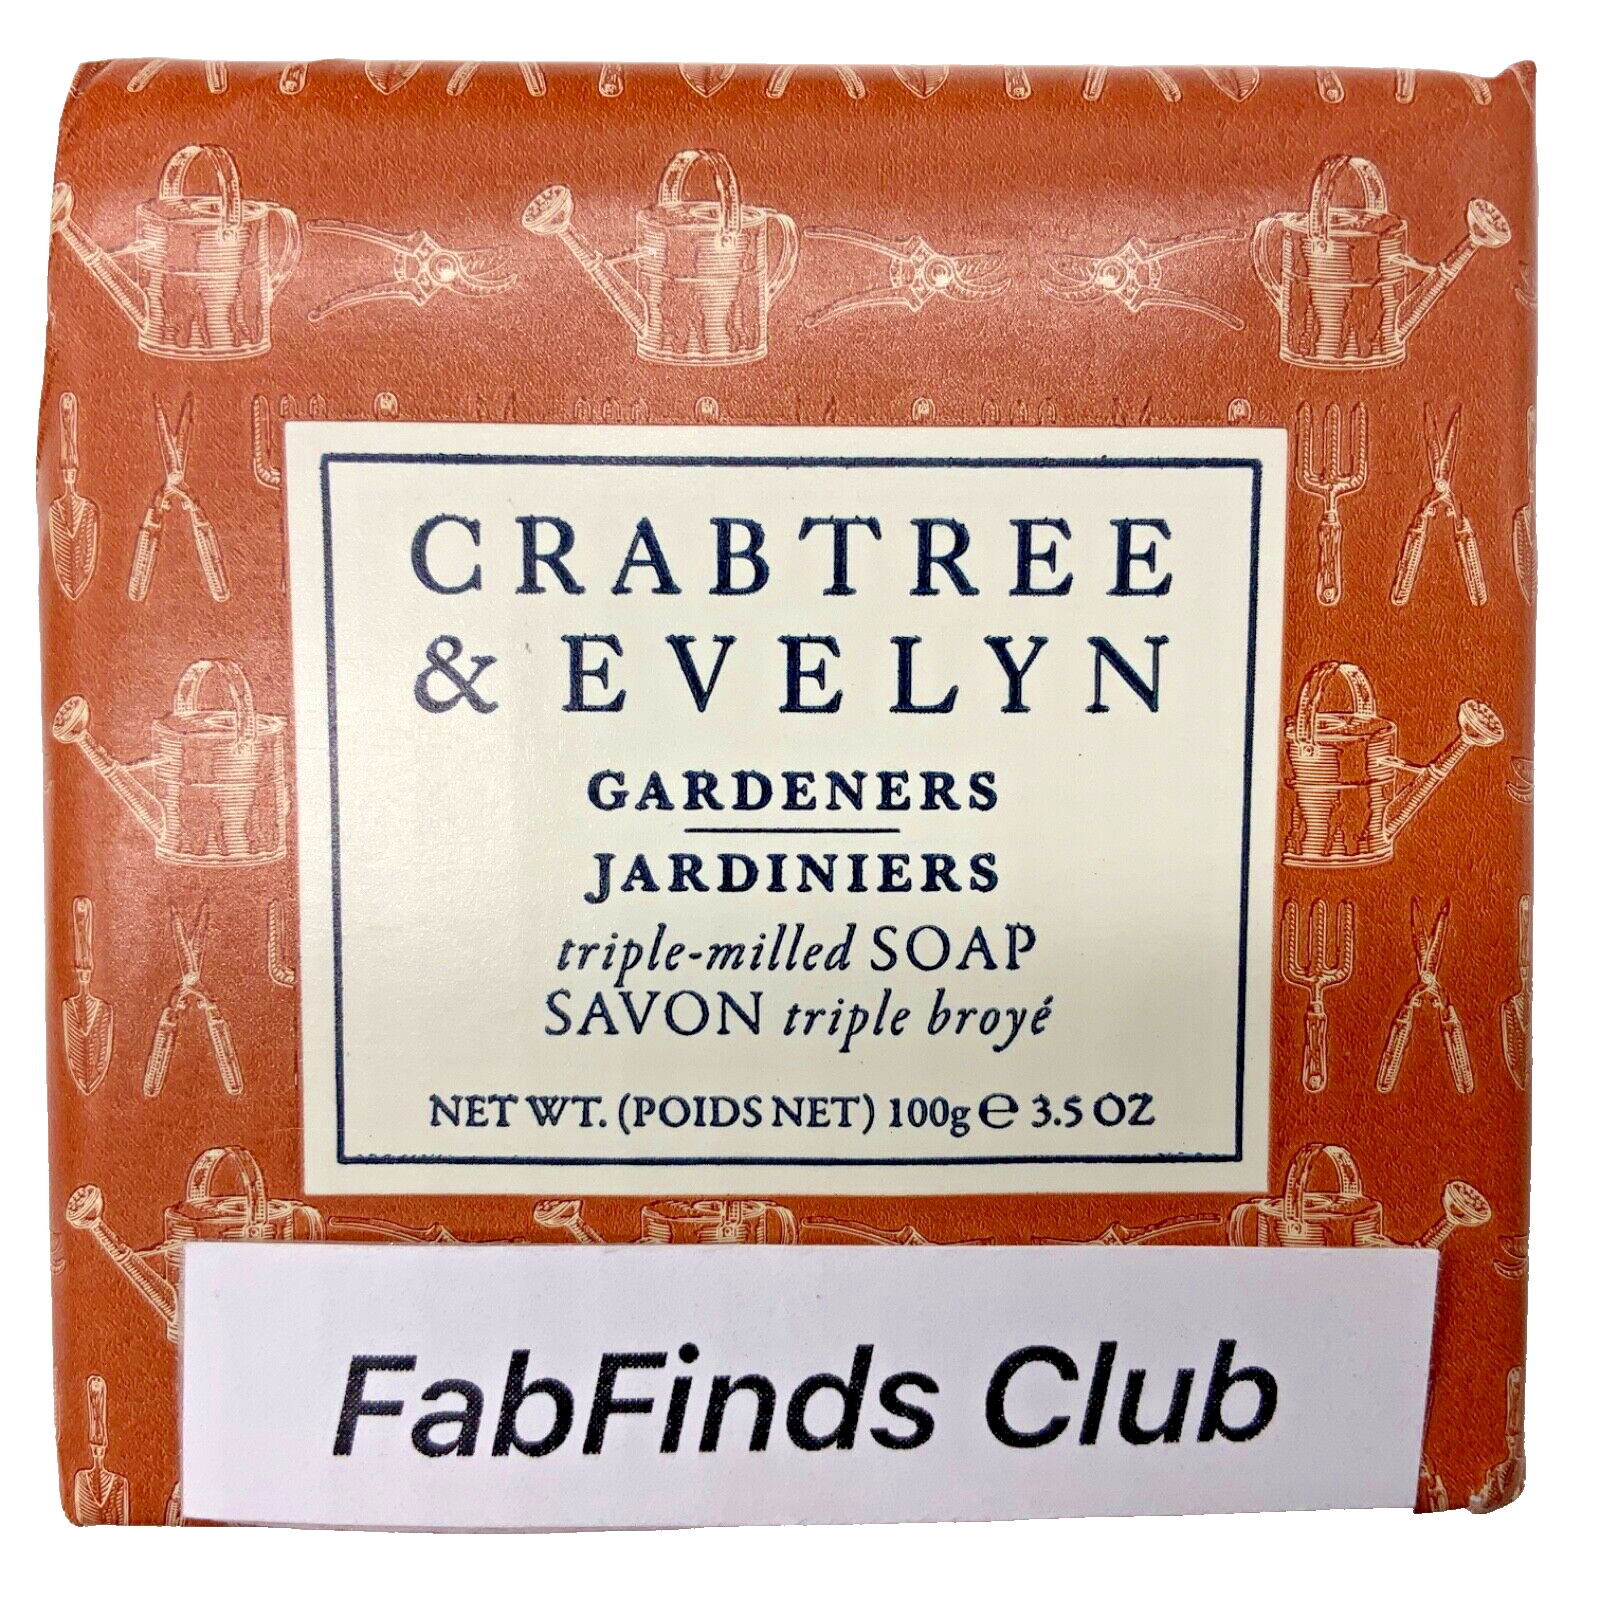 CRABTREE
& EVELYN
GARDENERS
JARDINIERS
triple-milled SOAP
SAVON triple broyé
NET WT. (POIDS NET) 100g ℮ 3.5 OZ
FabFinds Club